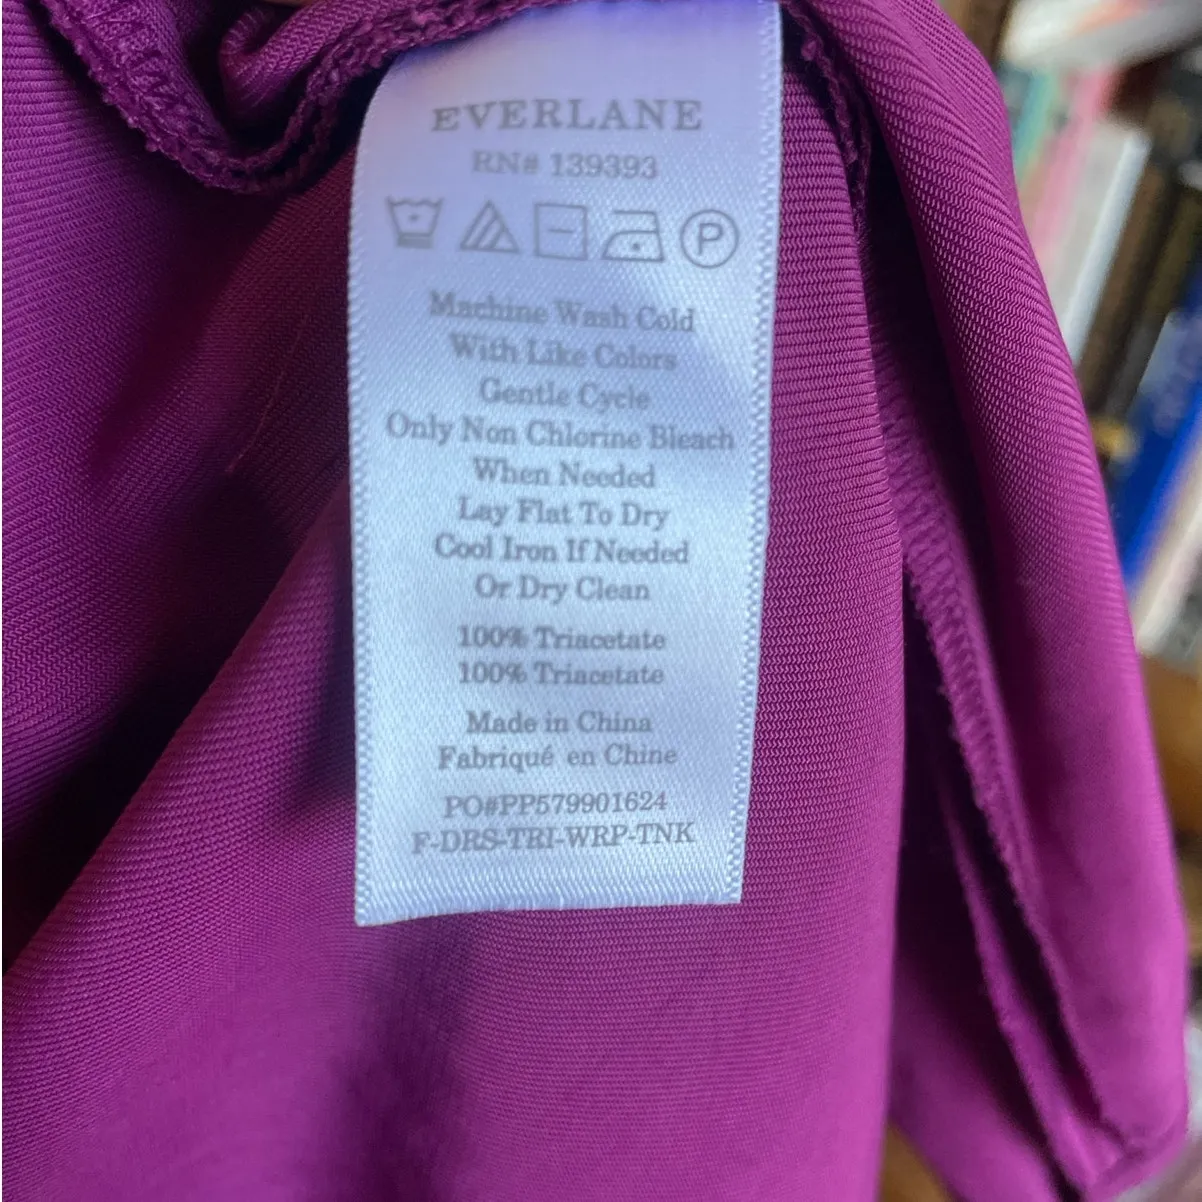 EVERLANE
RN# 139393
P
Machine Wash Cold
With Like Colors
Gentle Cycle
Only Non Chlorine Bleach
When Needed
Lay Flat To Dry
Cool Iron If Needed
Or Dry Clean
100% Triacetate
100% Triacetate
Made in China
Fabriqué en Chine
PO#PP579901624
F-DRS-TRI-WRP-TNK